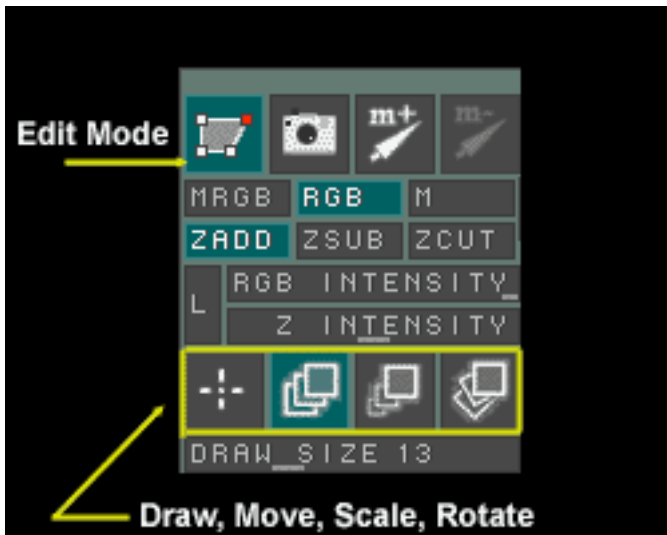 m+ m-
Edit Mode
MRGB RGB M
ZADD ZSUB ZCUT
RGB INTENSITY
L
Z INTENSITY
DRAW SIZE 13
Draw, Move, Scale, Rotate